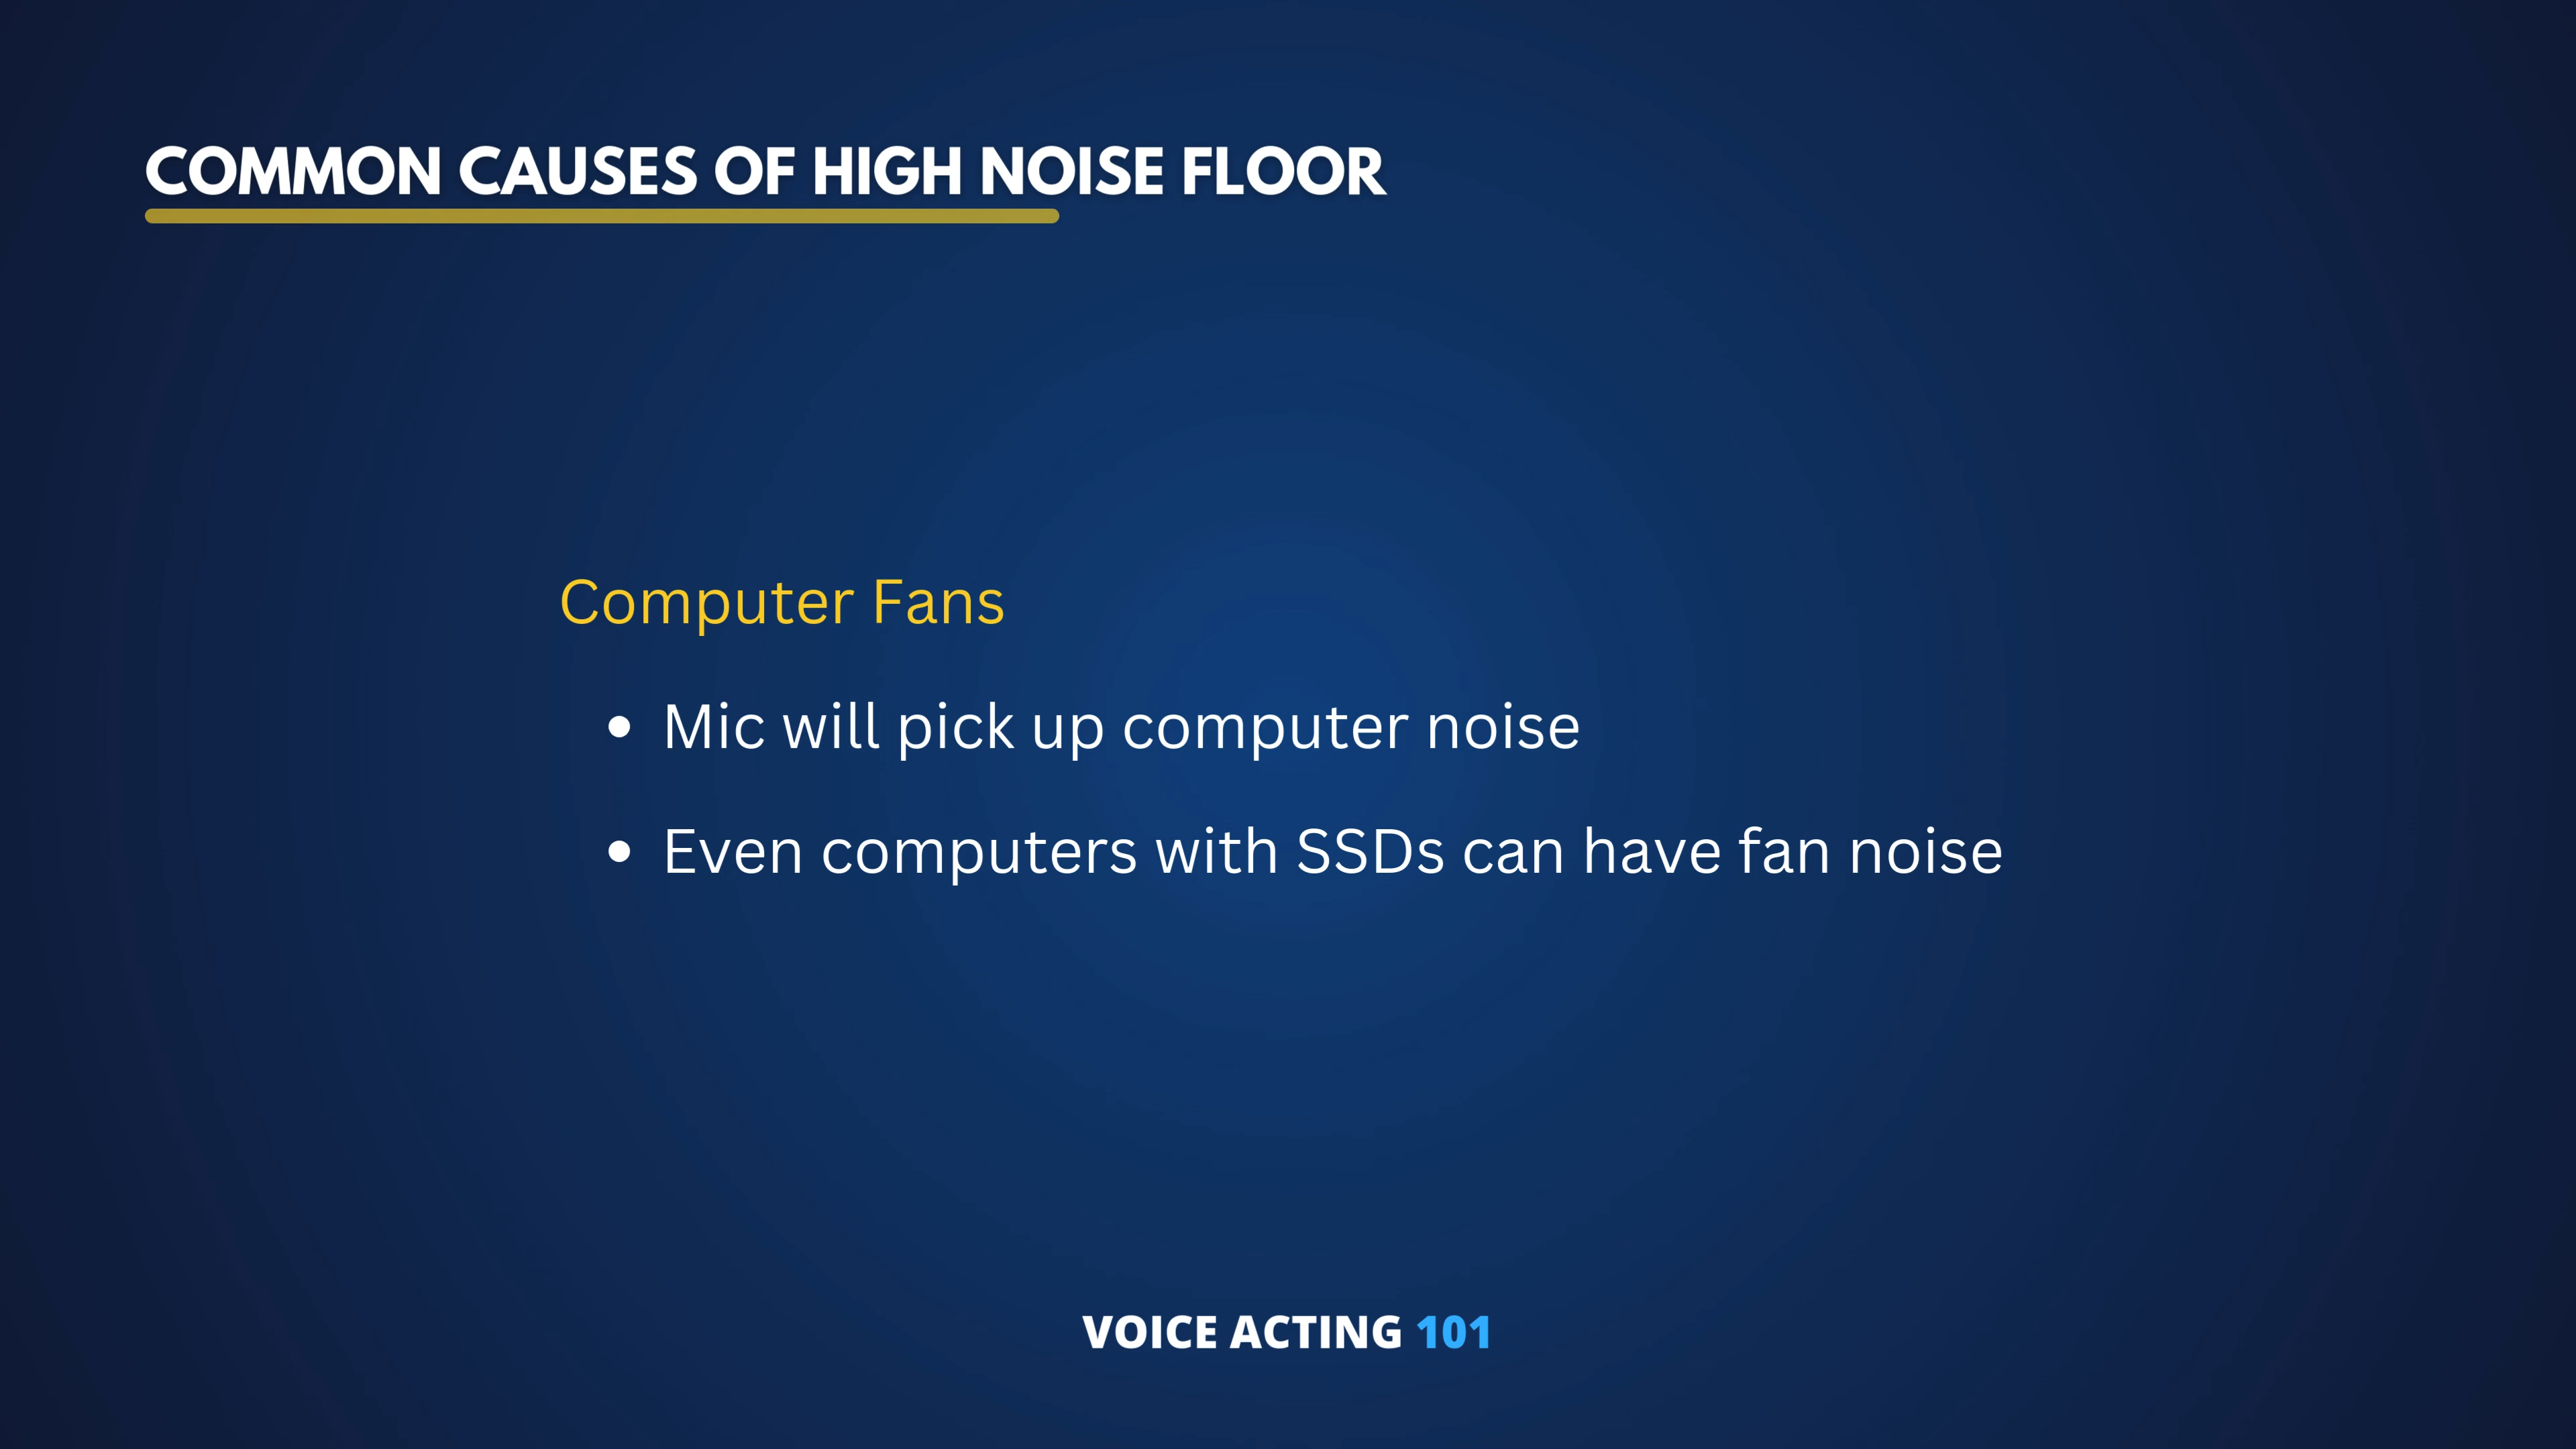 COMMON CAUSES OF HIGH NOISE FLOOR
Computer Fans
• Mic will pick up computer noise
• Even computers with SSDs can have fan noise
VOICE ACTING 101